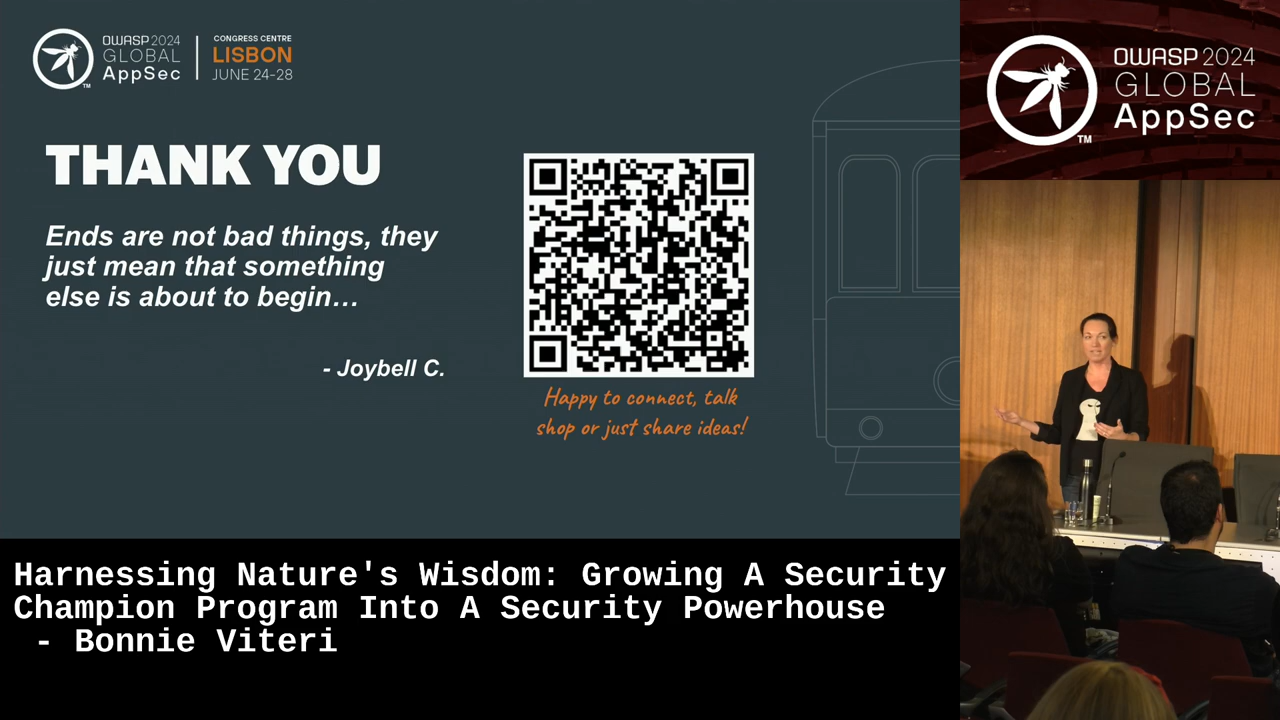 OWASP 2024
GLOBAL
AppSec
TM
CONGRESS CENTRE
LISBON
JUNE 24-28
THANK YOU
Ends are not bad things, they
just mean that something
else is about to begin…
- Joybell C.
Happy to connect, talk
shop or just share ideas!
OWASP 2024
GLOBAL
AppSec
TM
Harnessing Nature's Wisdom: Growing A Security
Champion Program Into A Security Powerhouse
- Bonnie Viteri